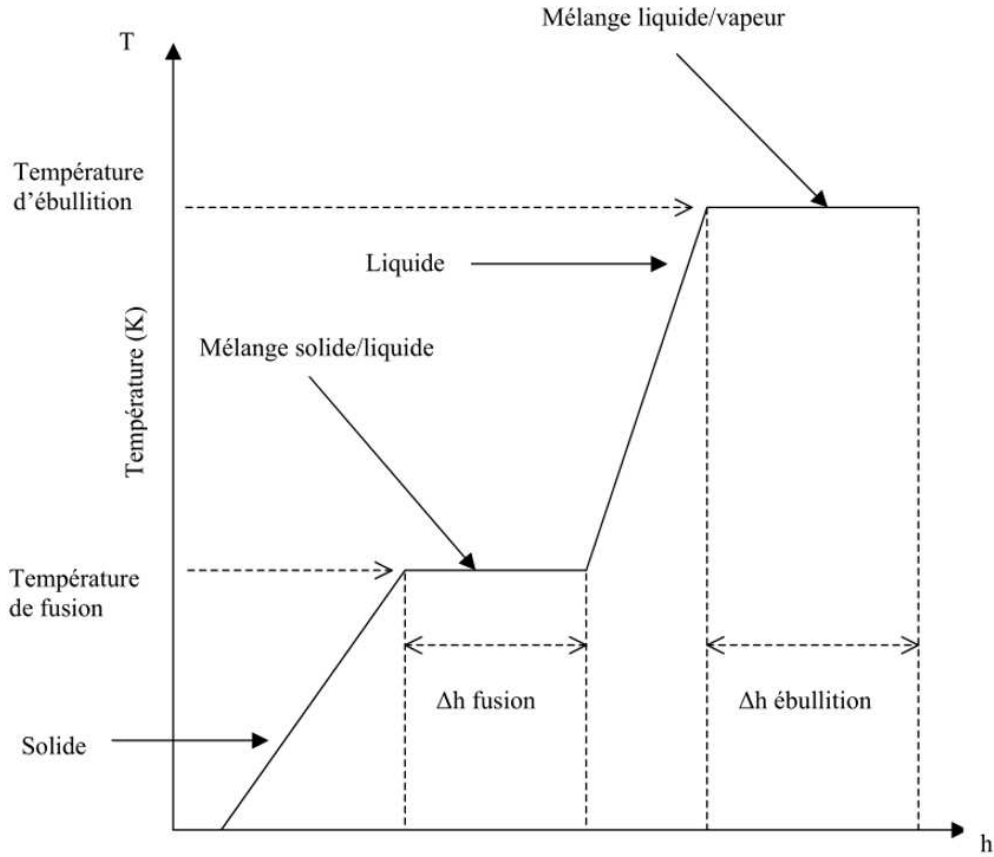 Mélange liquide/vapeur
T
Température
d'ébullition
Liquide
Température (K)
Mélange solide/liquide
Température
de fusion
Δh fusion
Δh ébullition
Solide
h